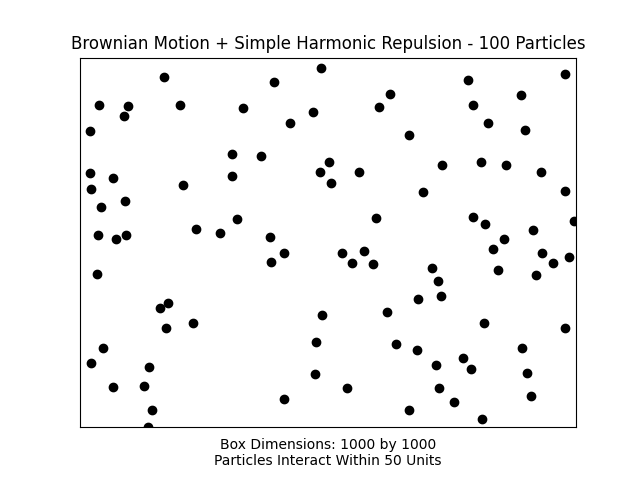 Brownian Motion + Simple Harmonic Repulsion - 100 Particles
Box Dimensions: 1000 by 1000
Particles Interact Within 50 Units